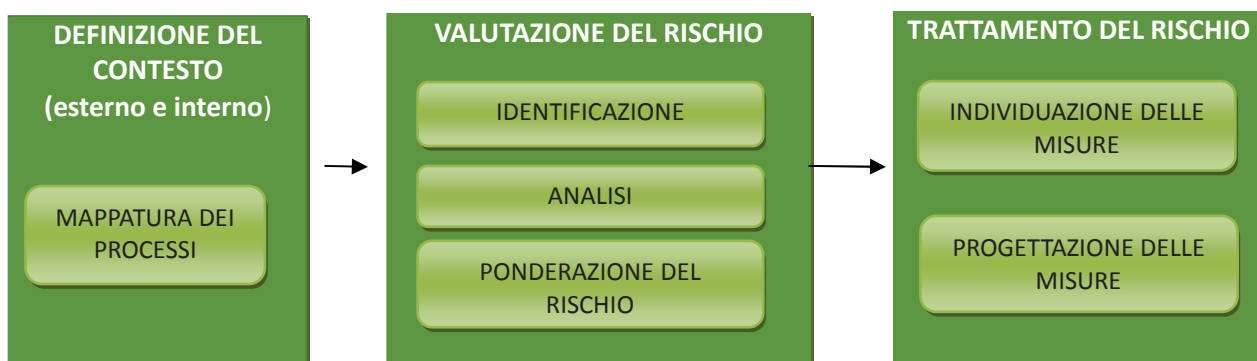 DEFINIZIONE DEL
CONTESTO
(esterno e interno)
MAPPATURA DEI
PROCESSI
VALUTAZIONE DEL RISCHIO
IDENTIFICAZIONE
ANALISI
PONDERAZIONE DEL
RISCHIO
TRATTAMENTO DEL RISCHIO
INDIVIDUAZIONE DELLE
MISURE
PROGETTAZIONE DELLE
MISURE